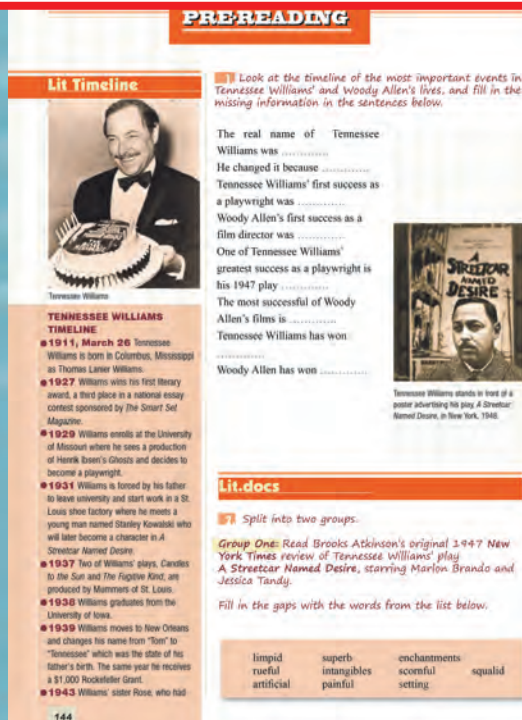 PRE-READING
Lit Timeline
Tennessee Williams
TENNESSEE WILLIAMS
TIMELINE
1911, March 26 Tennessee
Williams is born in Columbus, Mississippi
as Thomas Lanier Williams.
1927 Williams wins his first literary
award, a third place in a national essay
contest sponsored by The Smart Set
Magazine.
1929 Williams enrolls at the University
of Missouri where he sees a production
of Henrik Ibsen's Ghosts and decides to
become a playwright.
1931 Williams is forced by his father
to leave university and start work in a St.
Louis shoe factory where he meets a
young man named Stanley Kowalski who
will later become a character in A
Streetcar Named Desire.
1937 Two of Williams' plays, Candles
to the Sun and The Fugitive Kind, are
produced by Mummers of St. Louis.
1938 Williams graduates from the
University of Iowa.
1939 Williams moves to New Orleans
and changes his name from "Tom" to
"Tennessee" which was the state of his
father's birth. The same year he receives
a $1,000 Rockefeller Grant.
1943 Williams' sister Rose, who had
144
1 Look at the timeline of the most important events in
Tennessee Williams' and Woody Allen's lives, and fill in the
missing information in the sentences below.
The real name of Tennessee
Williams was .............
He changed it because .............
Tennessee Williams' first success as
a playwright was .............
Woody Allen's first success as a
film director was .............
One of Tennessee Williams'
greatest success as a playwright is
his 1947 play .............
The most successful of Woody
Allen's films is .............
Tennessee Williams has won
.............
Woody Allen has won .............
A
STREETCAR
NAMED
DESIRE
Tennessee Williams stands in front of a
poster advertising his play, A Streetcar
Named Desire, in New York, 1948.
Lit.docs
2 Split into two groups.
Group One: Read Brooks Atkinson's original 1947 New
York Times review of Tennessee Williams' play
A Streetcar Named Desire, starring Marlon Brando and
Jessica Tandy.
Fill in the gaps with the words from the list below.
limpid superb enchantments
rueful intangibles scornful squalid
artificial painful setting